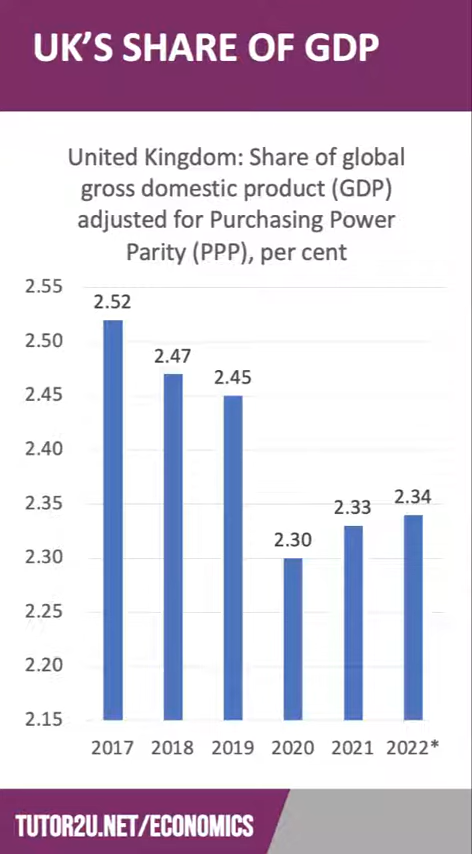 UK'S SHARE OF GDP
United Kingdom: Share of global
gross domestic product (GDP)
adjusted for Purchasing Power
Parity (PPP), per cent
2.55
2.52
2.50
2.47
2.45
2.45
2.40
2.35
2.34
2.33
2.30
2.30
2.25
2.20
2.15
2017 2018 2019 2020 2021 2022*
TUTOR2U.NET/ECONOMICS